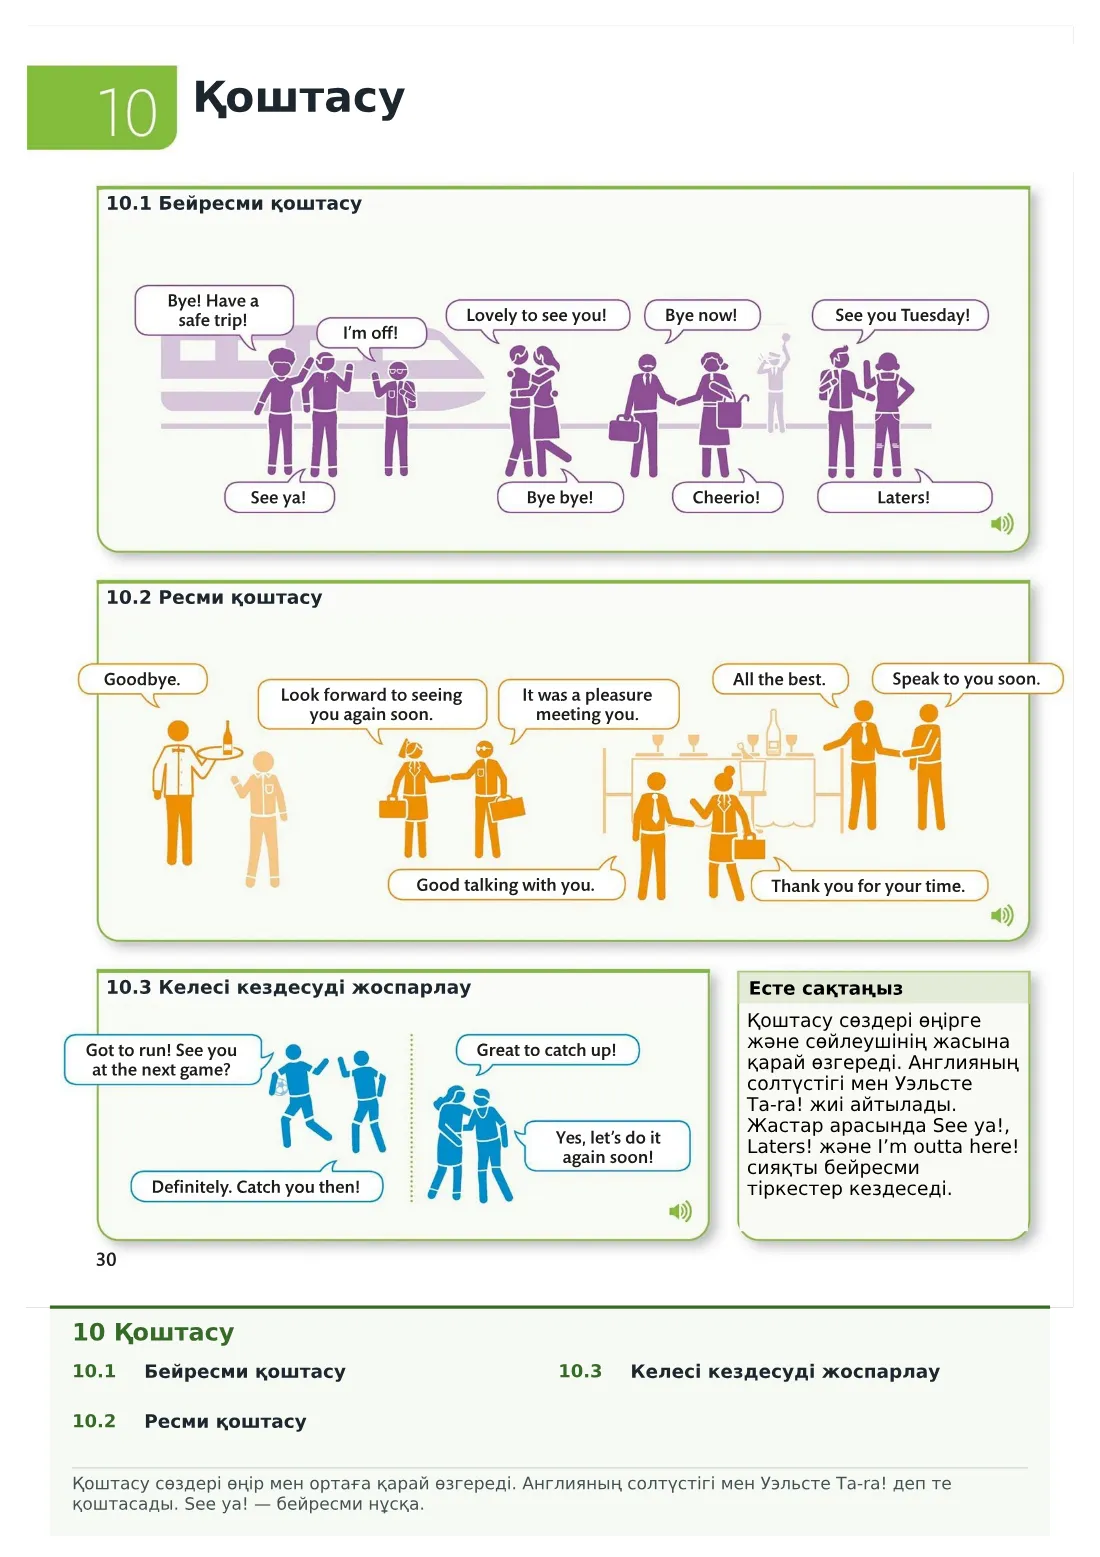 10
Қоштасу
10.1 Бейресми қоштасу
Bye! Have a
safe trip!
I’m off!
Lovely to see you!
Bye now!
See you Tuesday!
See ya!
Bye bye!
Cheerio!
Laters!
10.2 Ресми қоштасу
Goodbye.
Look forward to seeing
you again soon.
It was a pleasure
meeting you.
All the best.
Speak to you soon.
Good talking with you.
Thank you for your time.
10.3 Келесі кездесуді жоспарлау
Got to run! See you
at the next game?
Definitely. Catch you then!
Great to catch up!
Yes, let’s do it
again soon!
Есте сақтаңыз
Қоштасу сөздері өңірге
және сөйлеушінің жасына
қарай өзгереді. Англияның
солтүстігі мен Уэльсте
Ta-ra! жиі айтылады.
Жастар арасында See ya!,
Laters! және I’m outta here!
сияқты бейресми
тіркестер кездеседі.
30
10 Қоштасу
10.1 Бейресми қоштасу
10.3 Келесі кездесуді жоспарлау
10.2 Ресми қоштасу
Қоштасу сөздері өңір мен ортаға қарай өзгереді. Англияның солтүстігі мен Уэльсте Ta-ra! деп те
қоштасады. See ya! — бейресми нұсқа.